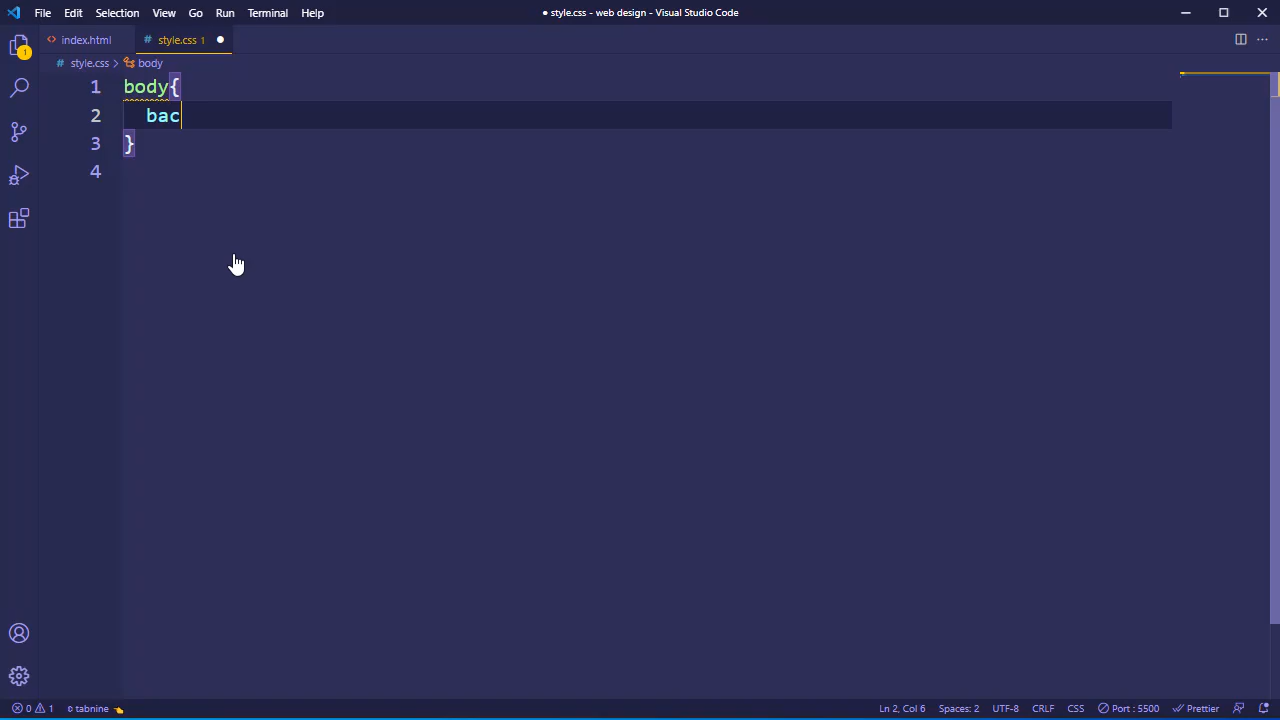 File Edit Selection View Go Run Terminal Help
● style.css - web design - Visual Studio Code
1
<> index.html
# style.css 1 ●
# style.css > body
1 body{
2 bac
3 }
4
0 1 tabnine
Ln 2, Col 6 Spaces: 2 UTF-8 CRLF CSS Port : 5500 Prettier